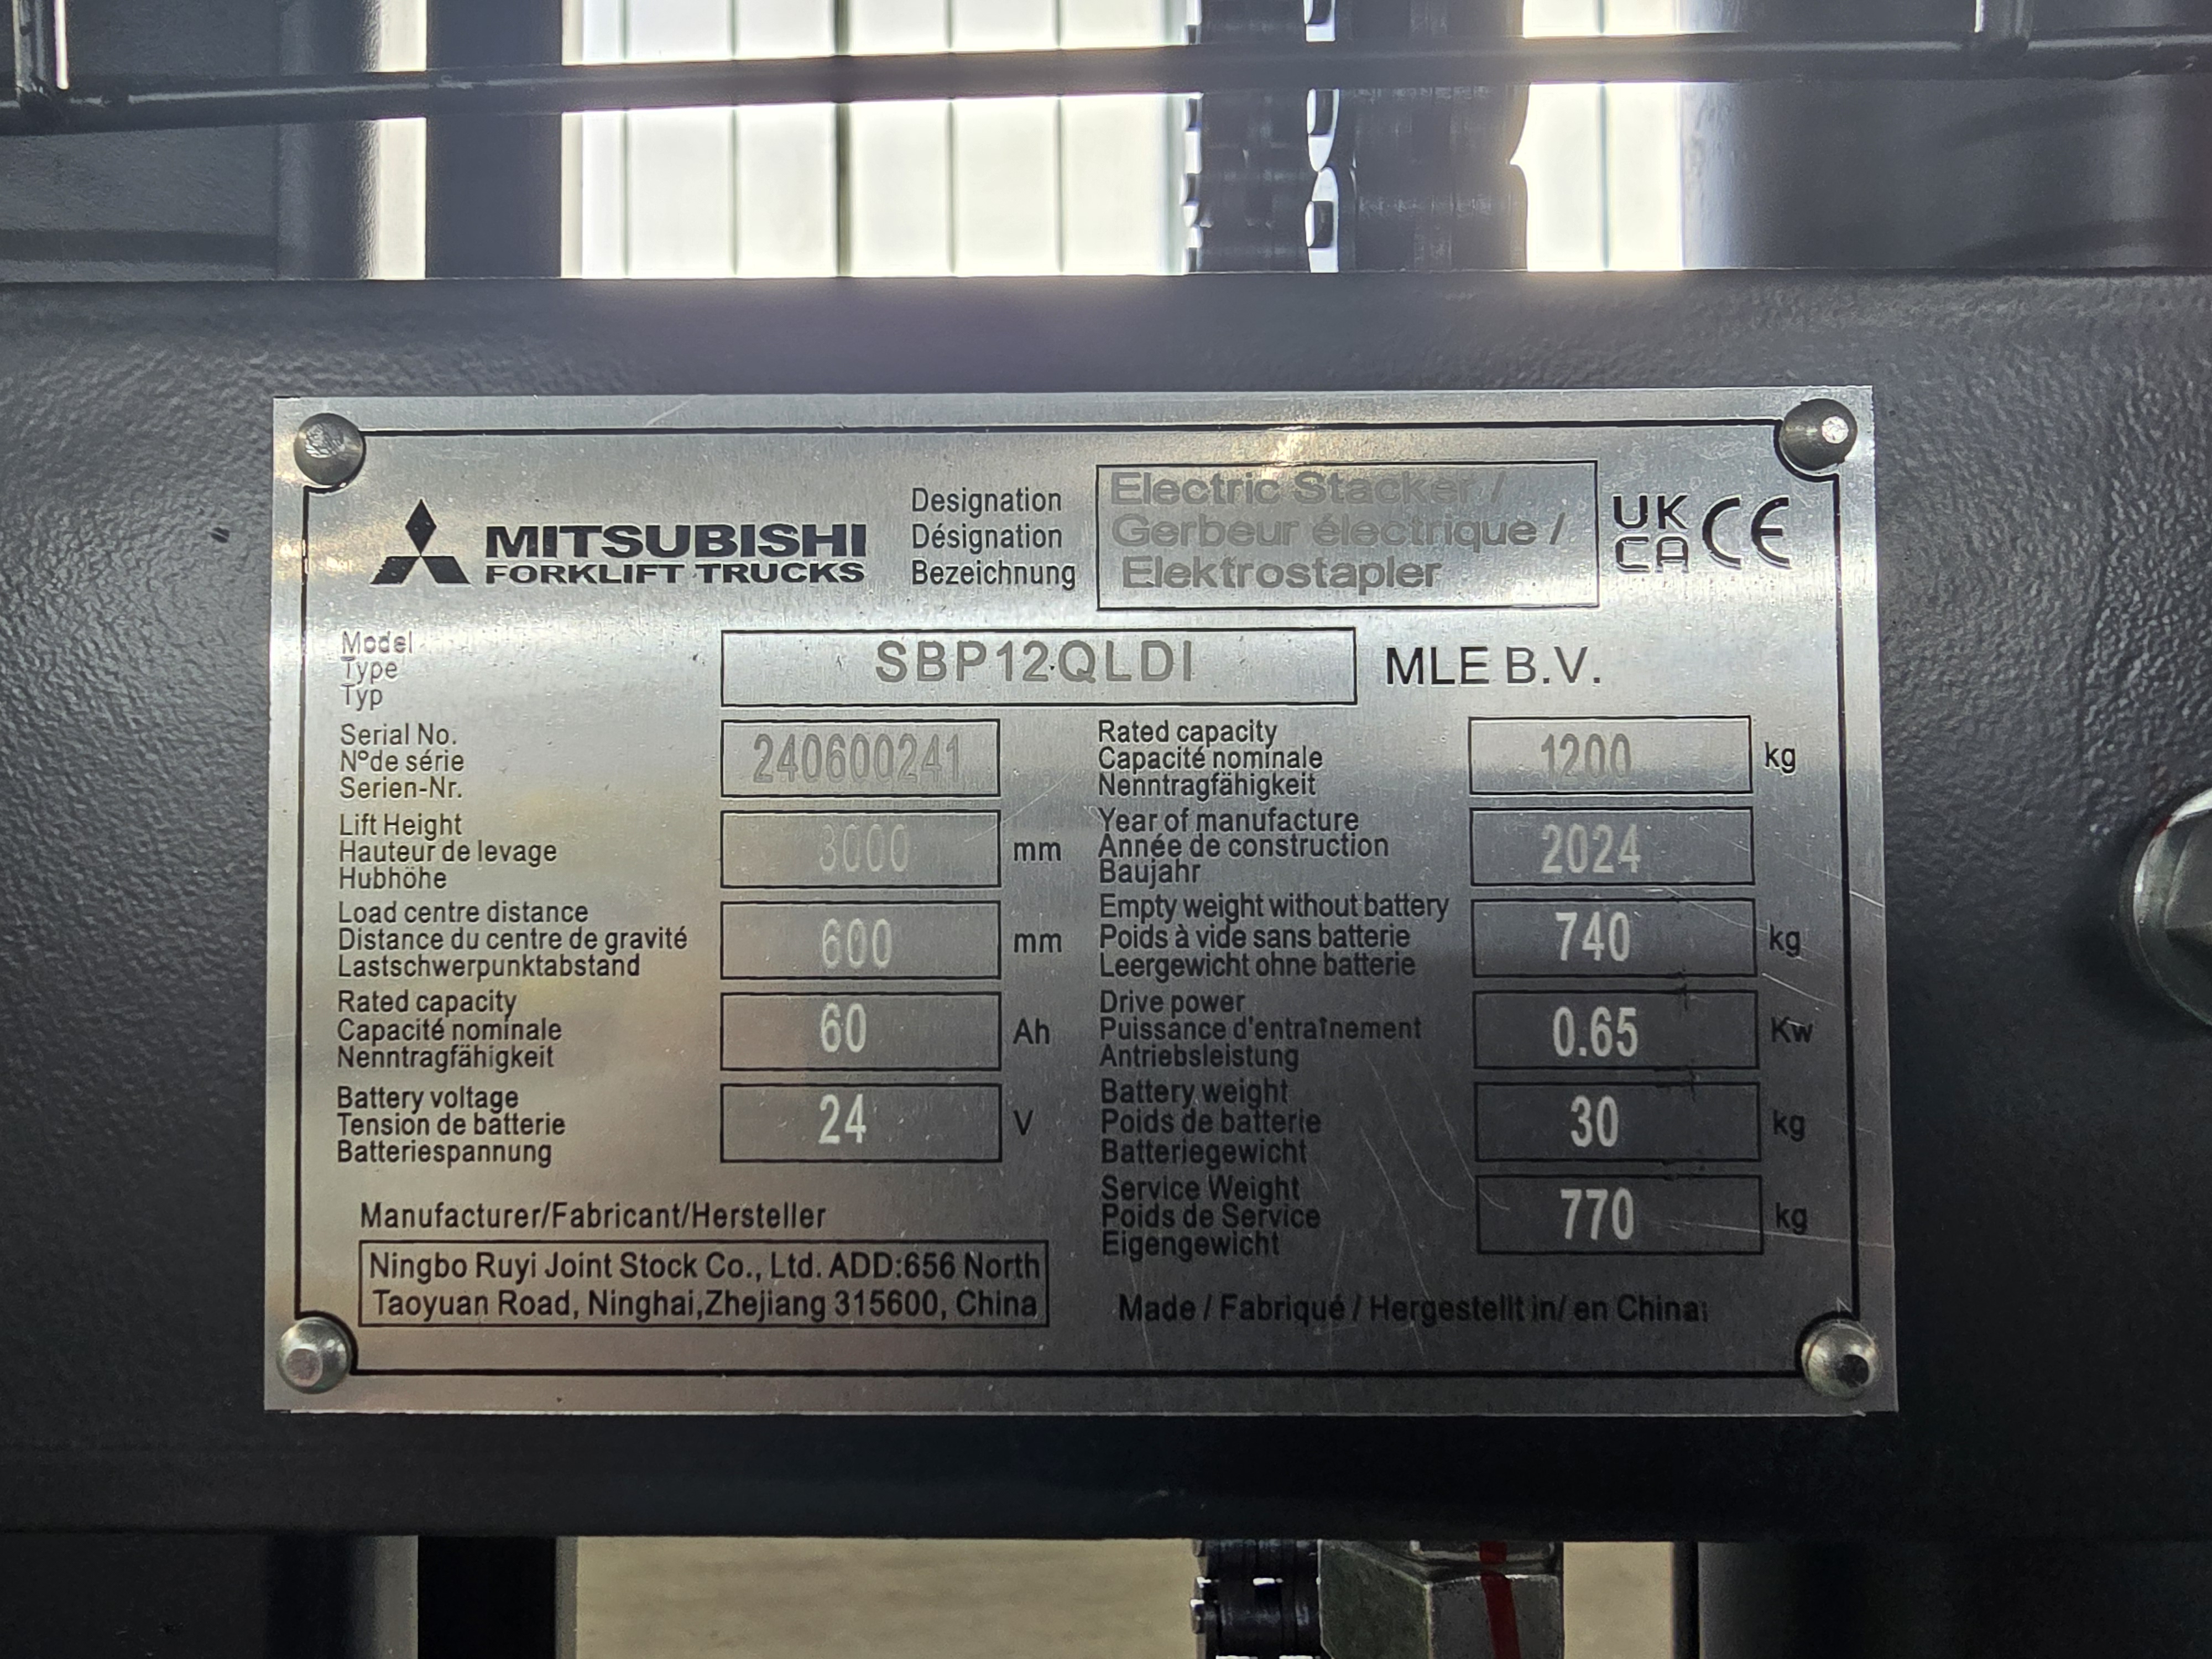 MITSUBISHI
FORKLIFT TRUCKS
Designation
Désignation
Bezeichnung
Electric Stacker /
Gerbeur électrique /
Elektrostapler
UK
CA
CE
Model
Type
Typ
SBP12QLDI
MLE B.V.
Serial No.
N°de série
Serien-Nr.
240600241
Rated capacity
Capacité nominale
Nenntragfähigkeit
1200
kg
Lift Height
Hauteur de levage
Hubhöhe
3000
mm
Year of manufacture
Année de construction
Baujahr
2024
Load centre distance
Distance du centre de gravité
Lastschwerpunktabstand
600
mm
Empty weight without battery
Poids à vide sans batterie
Leergewicht ohne batterie
740
kg
Rated capacity
Capacité nominale
Nenntragfähigkeit
60
Ah
Drive power
Puissance d'entraînement
Antriebsleistung
0.65
Kw
Battery voltage
Tension de batterie
Batteriespannung
24
V
Battery weight
Poids de batterie
Batteriegewicht
30
kg
Service Weight
Poids de Service
Eigengewicht
770
kg
Manufacturer/Fabricant/Hersteller
Ningbo Ruyi Joint Stock Co., Ltd. ADD:656 North
Taoyuan Road, Ninghai,Zhejiang 315600, China
Made / Fabriqué / Hergestellt in/ en China